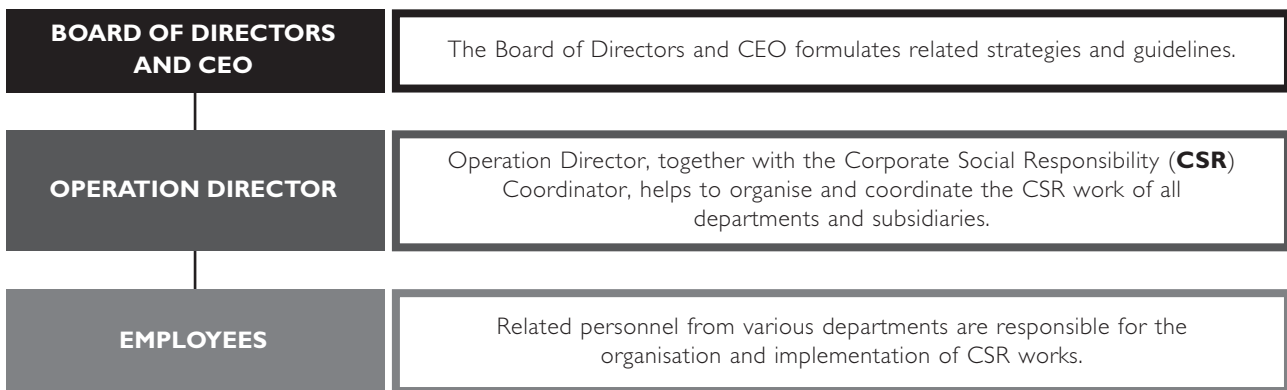 BOARD OF DIRECTORS
AND CEO
The Board of Directors and CEO formulates related strategies and guidelines.
OPERATION DIRECTOR
Operation Director, together with the Corporate Social Responsibility (CSR)
Coordinator, helps to organise and coordinate the CSR work of all
departments and subsidiaries.
EMPLOYEES
Related personnel from various departments are responsible for the
organisation and implementation of CSR works.